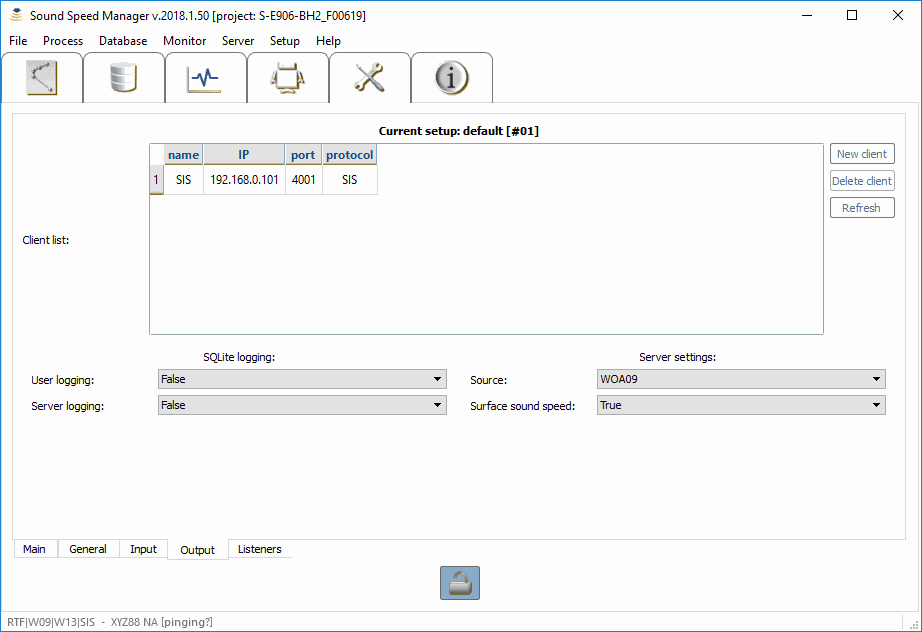 Sound Speed Manager v.2018.1.50 [project: S-E906-BH2_F00619]
File Process Database Monitor Server Setup Help
Current setup: default [#01]
name IP port protocol
1 SIS 192.168.0.101 4001 SIS
New client
Delete client
Refresh
Client list:
SQLite logging: Server settings:
User logging: False Source: WOA09
Server logging: False Surface sound speed: True
Main General Input Output Listeners
RTF|W09|W13|SIS - XYZ88 NA [pinging?]